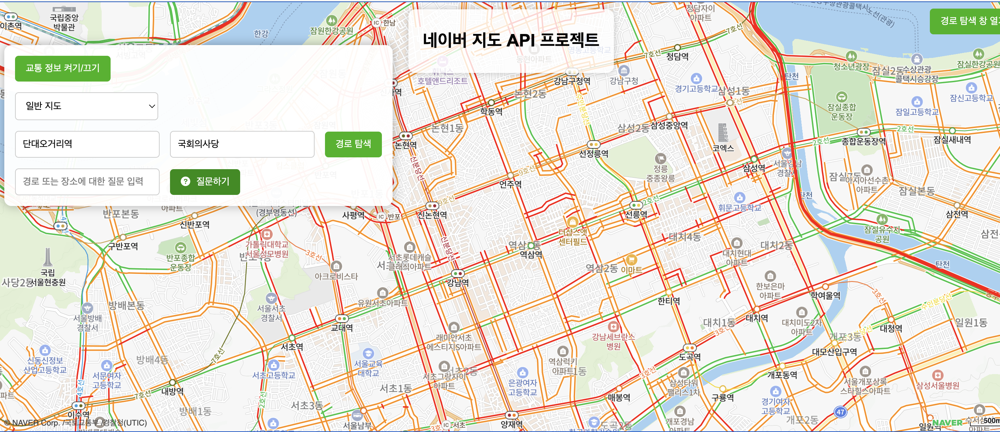 네이버 지도 API 프로젝트
경로 탐색 창 열
교통 정보 켜기/끄기
일반 지도
단대오거리역
국회의사당
경로 탐색
경로 또는 장소에 대한 질문 입력
? 질문하기
국립중앙
박물관
이촌역
한강
잠원한강공원
IC 한남
청담자이
아파트
7호선
청담역
7호선
탄천
청소년광장
잠실2동
수상관광
콜택시승강장
잠실한강공원
잠신고등학교
잠일고등학교
잠실종합
운동장
휘닉스
호텔앤드리조트
동현아파트
영동고등학교
강남구청역
강남구청
경기고등학교
삼성1동
논현2동
학동역
논현1동
논현역
삼성2동
삼성중앙역
코엑스
2호선
종합운동장역
2호선
잠실새내역
선정릉역
정릉
중종왕릉
삼성역
서울강남
경찰서
아시아선수촌
아파트
잠실본동
탄천
삼전역
9호선
언주역
9호선
신분당선
신논현역
사평역
IC 반포
(경부영동선)
반포본동
아파트
신반포역
구반포역
2호선
선릉역
휘문고등학교
더샵스앳
센터필드
대치4동
대치2동
대치현대
아파트
잠실유수지
공원
탄천
국립
서울현충원
사당2동
반포종합
운동장
가톨릭대학교
서울성모병원
3호선
아크로비스타
서초롯데캐슬
클래식아파트
신분당선
강남역
역삼역
역삼2동
이마트
한티역
한보은마
아파트
학여울역
3호선
수인분당선
유원서초아파트
서울서초
경찰서
교대역
서초역
방배본동
서울방배
경찰서
래미안서초
에스티지S아파트
강남세브란스
병원
대치1동
대치역
3호선
대치미도2차
아파트
대청역
일원1동
개포3동
대모산입구역
도곡역
신동신정보
산업고등학교
방배4동
7호선
서문여자
고등학교
서초고등학교
서울교육
대학교
서초그랑자이
아파트
은광여자
고등학교
역삼럭키
아파트
3호선
삼성타워
팰리스1차
개포동역
구룡역
경기여자
고등학교
서울개포상록
스타힐스아파트
삼성서울병원
4호선
7호선
내방역
이수역
방배1동
2호선
서초3동
서초1동
서울남부
IC 서초
양재역
매봉역
도곡2동
개포경남
아파트
47
개포2동
일원역
NAVER
500m
© NAVER Corp. /국토교통부 /경찰청(UTIC)